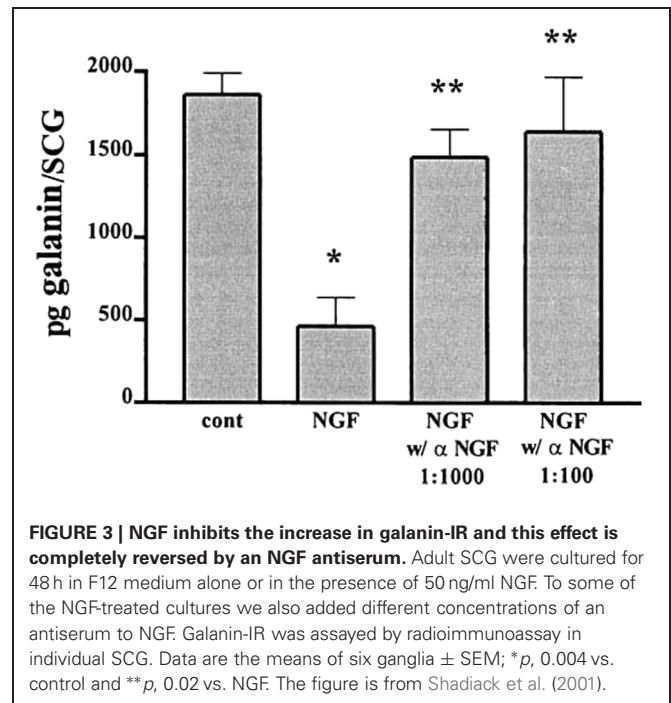 **
2000
**
1500
pg galanin/SCG
1000
*
500
0
cont NGF NGF NGF
w/ α NGF w/ α NGF
1:1000 1:100
FIGURE 3 | NGF inhibits the increase in galanin-IR and this effect is
completely reversed by an NGF antiserum. Adult SCG were cultured for
48 h in F12 medium alone or in the presence of 50 ng/ml NGF. To some of
the NGF-treated cultures we also added different concentrations of an
antiserum to NGF. Galanin-IR was assayed by radioimmunoassay in
individual SCG. Data are the means of six ganglia ± SEM; *p, 0.004 vs.
control and **p, 0.02 vs. NGF. The figure is from Shadiack et al. (2001).